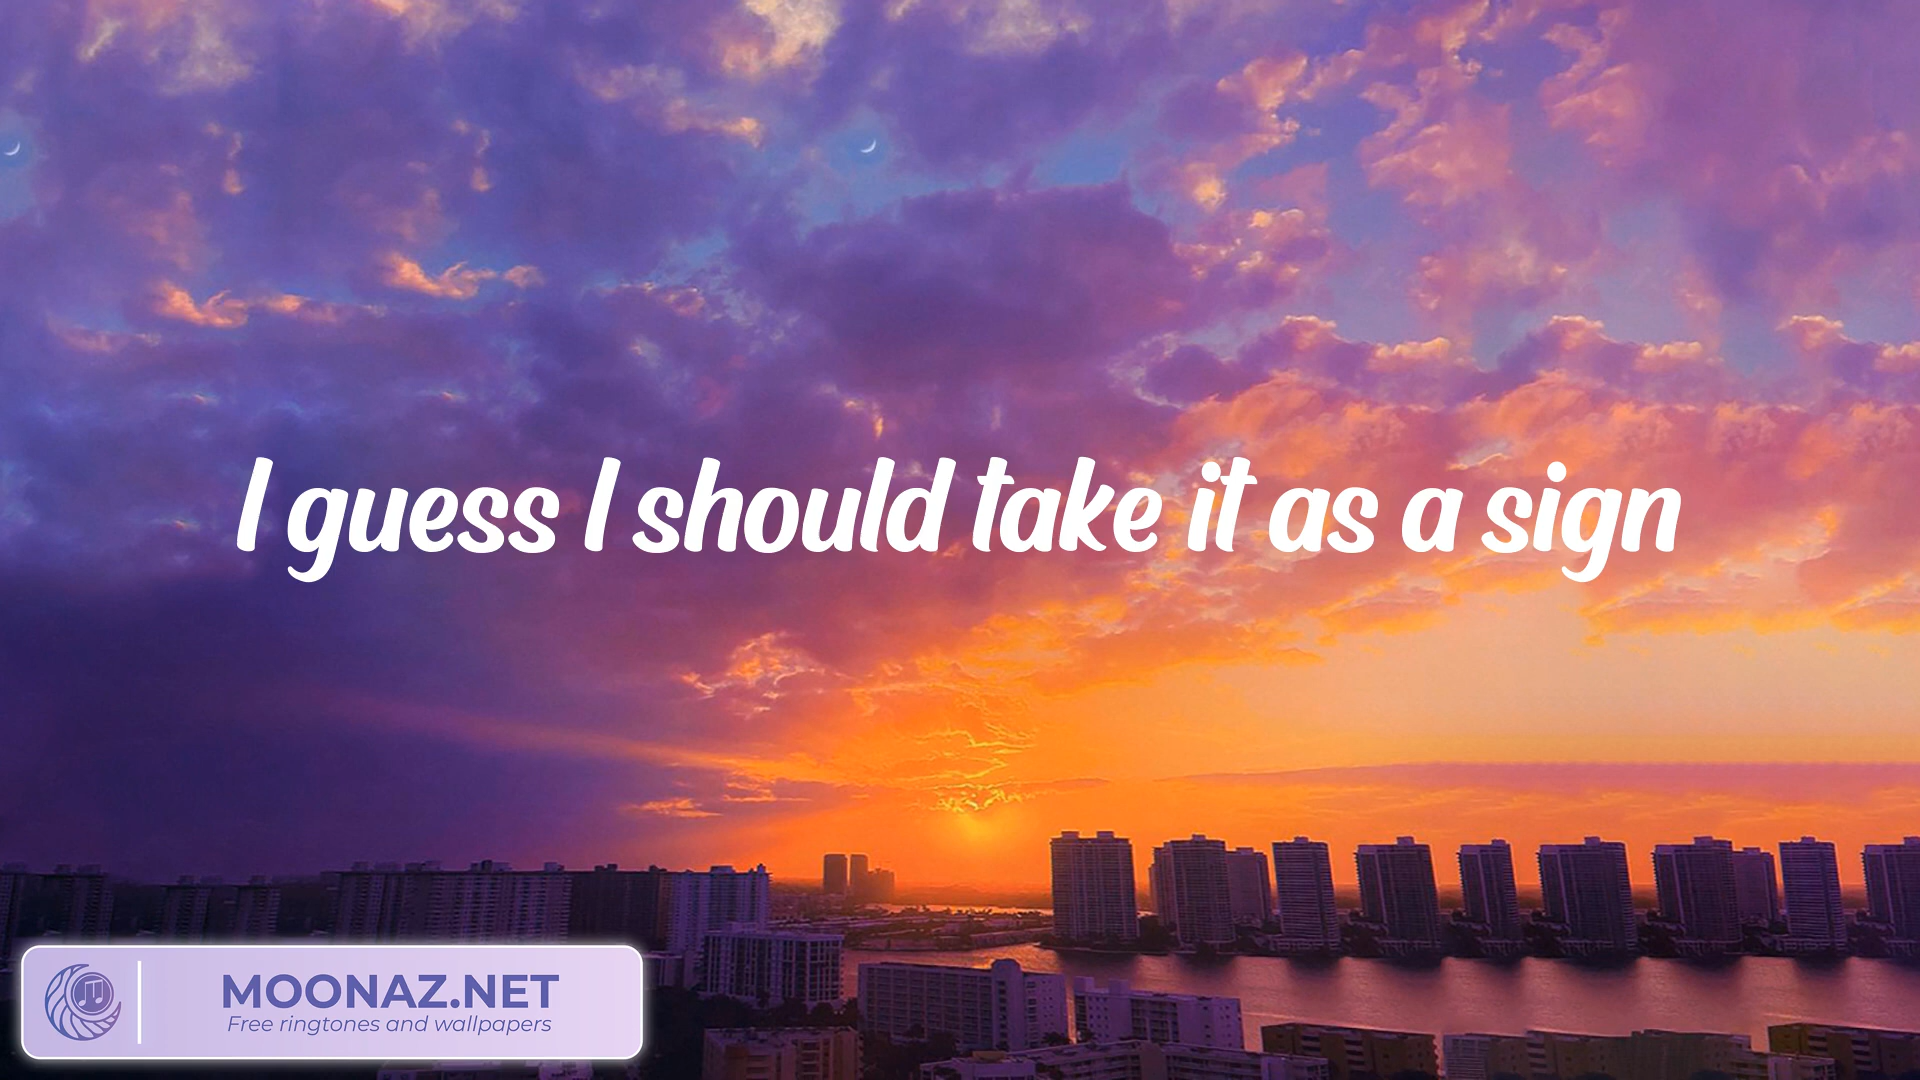 I guess I should take it as a sign
MOONAZ.NET
Free ringtones and wallpapers